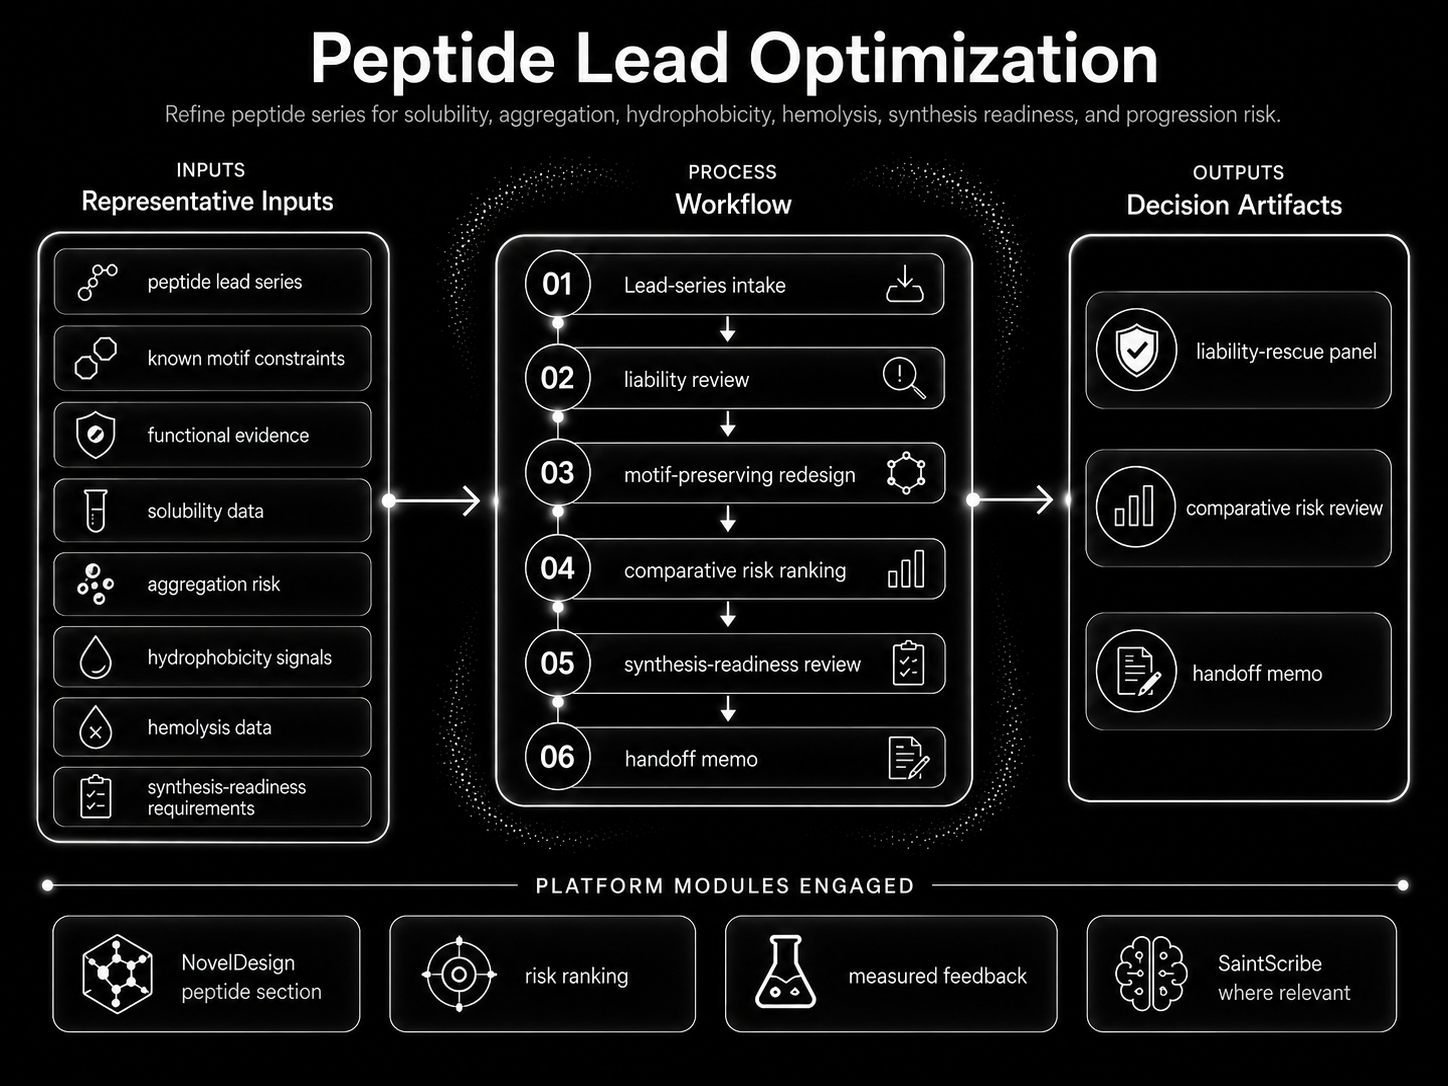 Peptide Lead Optimization
Refine peptide series for solubility, aggregation, hydrophobicity, hemolysis, synthesis readiness, and progression risk.
INPUTS
Representative Inputs
peptide lead series
known motif constraints
functional evidence
solubility data
aggregation risk
hydrophobicity signals
hemolysis data
synthesis-readiness
requirements
PROCESS
Workflow
01
Lead-series intake
02
liability review
03
motif-preserving redesign
04
comparative risk ranking
05
synthesis-readiness review
06
handoff memo
OUTPUTS
Decision Artifacts
liability-rescue panel
comparative risk review
handoff memo
PLATFORM MODULES ENGAGED
NovelDesign
peptide section
risk ranking
measured feedback
SaintScribe
where relevant